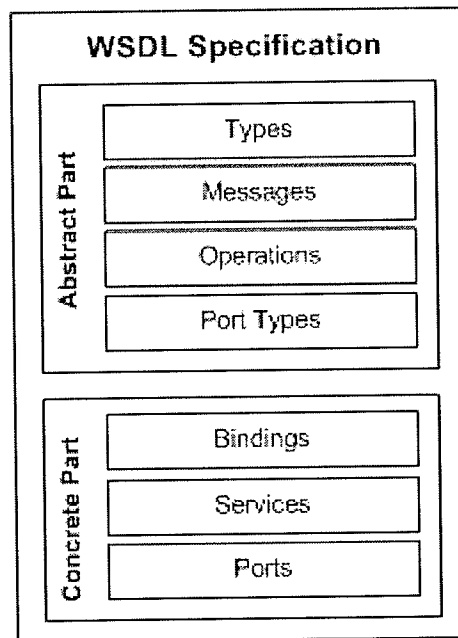 WSDL Specification
Abstract Part
Types
Messages
Operations
Port Types
Concrete Part
Bindings
Services
Ports